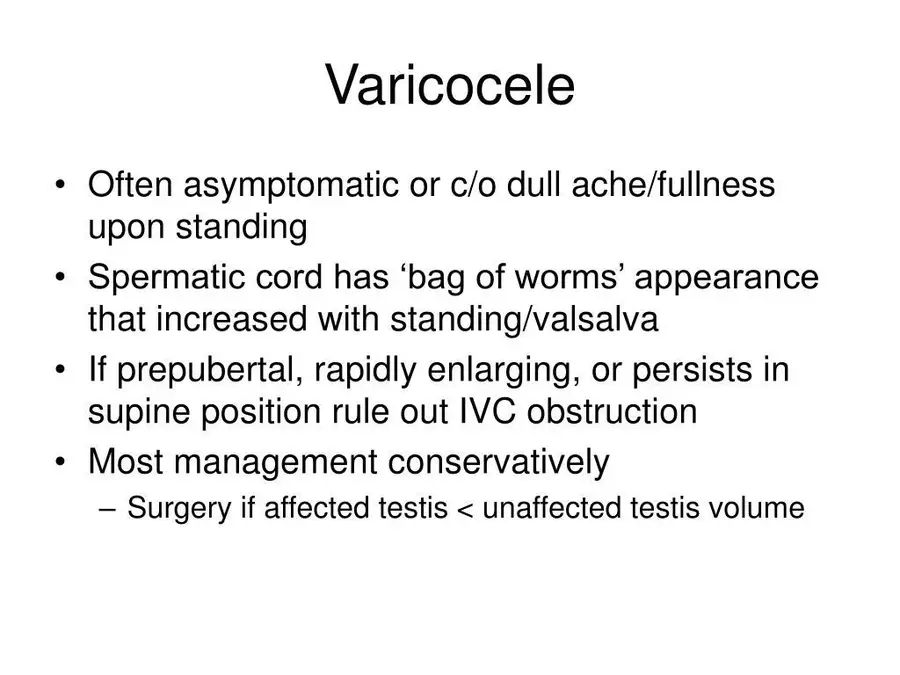 Varicocele
• Often asymptomatic or c/o dull ache/fullness
upon standing
• Spermatic cord has ‘bag of worms’ appearance
that increased with standing/valsalva
• If prepubertal, rapidly enlarging, or persists in
supine position rule out IVC obstruction
• Most management conservatively
– Surgery if affected testis < unaffected testis volume